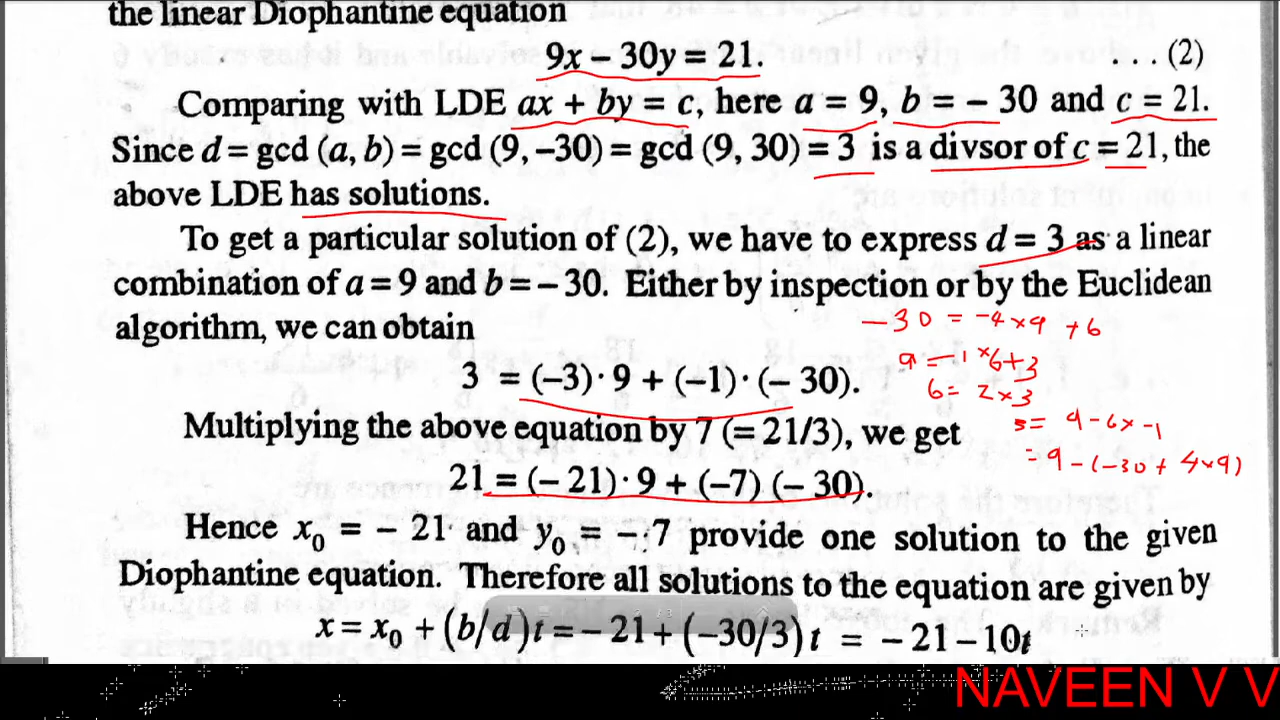 the linear Diophantine equation
9x − 30y = 21. . . . (2)
Comparing with LDE ax + by = c, here a = 9, b = − 30 and c = 21.
Since d = gcd (a, b) = gcd (9, −30) = gcd (9, 30) = 3 is a divsor of c = 21, the
above LDE has solutions.
To get a particular solution of (2), we have to express d = 3 as a linear
combination of a = 9 and b = − 30. Either by inspection or by the Euclidean
algorithm, we can obtain
−30 = −4×9 +6
9 = −1×6+3
6= 2×3
3 = (−3)·9 + (−1)·(− 30).
3= 9−6×−1
=9−(−30+4×9)
Multiplying the above equation by 7 (= 21/3), we get
21 = (− 21)·9 + (−7) (− 30).
Hence x₀ = − 21 and y₀ = − 7 provide one solution to the given
Diophantine equation. Therefore all solutions to the equation are given by
x = x₀ + (b/d)t = − 21 + (−30/3) t = − 21 − 10t
NAVEEN V V